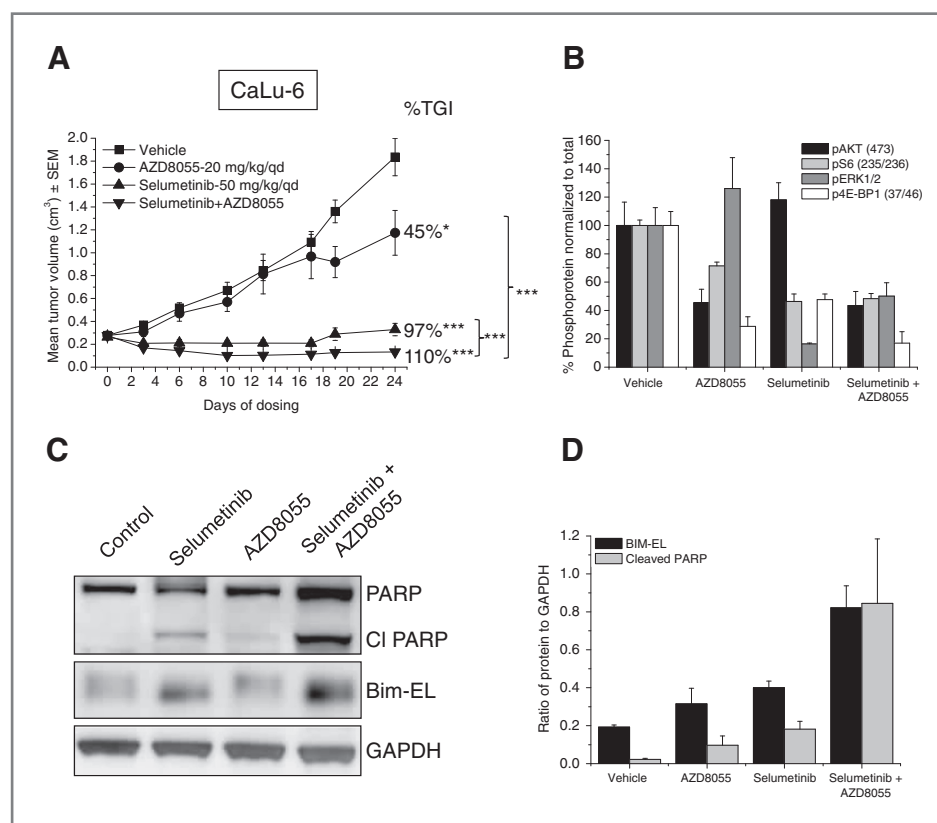 A
CaLu-6
%TGI
Mean tumor volume (cm³) ± SEM
2.0
1.8
1.6
1.4
1.2
1.0
0.8
0.6
0.4
0.2
0.0
Vehicle
AZD8055-20 mg/kg/qd
Selumetinib-50 mg/kg/qd
Selumetinib+AZD8055
45%*
97%***
110%***
***
***
0 2 4 6 8 10 12 14 16 18 20 22 24
Days of dosing
B
% Phosphoprotein normalized to total
160
140
120
100
80
60
40
20
0
pAKT (473)
pS6 (235/236)
pERK1/2
p4E-BP1 (37/46)
Vehicle
AZD8055
Selumetinib
Selumetinib +
AZD8055
C
Control
Selumetinib
AZD8055
Selumetinib +
AZD8055
PARP
Cl PARP
Bim-EL
GAPDH
D
Ratio of protein to GAPDH
1.2
1.0
0.8
0.6
0.4
0.2
0.0
BIM-EL
Cleaved PARP
Vehicle
AZD8055
Selumetinib
Selumetinib +
AZD8055